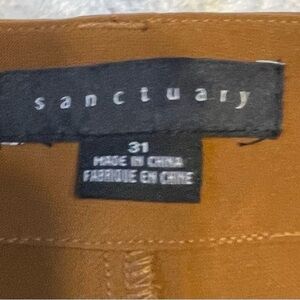 sanctuary
31
MADE IN CHINA
FABRIQUE EN CHINE